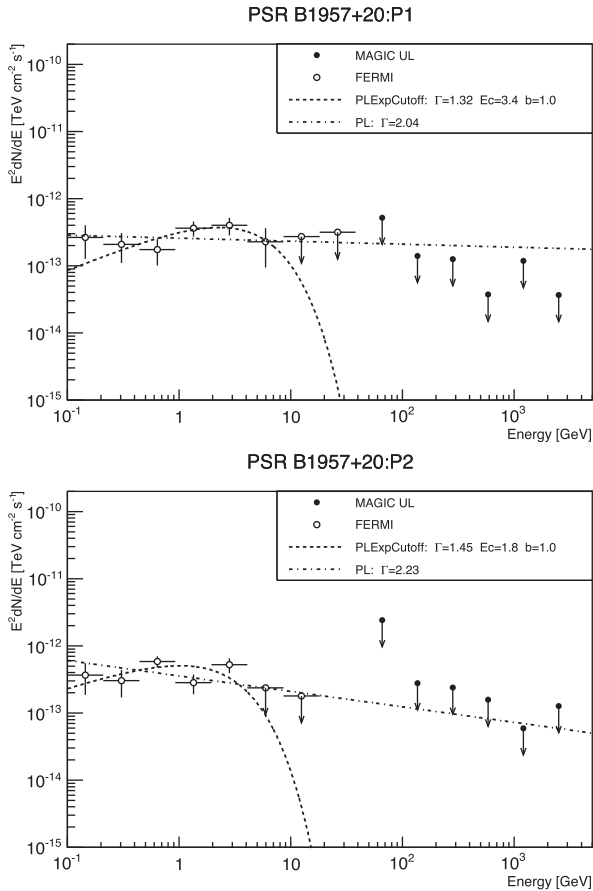 PSR B1957+20:P1
E²dN/dE [TeV cm⁻² s⁻¹]
MAGIC UL
FERMI
PLExpCutoff: Γ=1.32 Ec=3.4 b=1.0
PL: Γ=2.04
10⁻¹⁰
10⁻¹¹
10⁻¹²
10⁻¹³
10⁻¹⁴
10⁻¹⁵
10⁻¹ 1 10 10² 10³
Energy [GeV]
PSR B1957+20:P2
E²dN/dE [TeV cm⁻² s⁻¹]
MAGIC UL
FERMI
PLExpCutoff: Γ=1.45 Ec=1.8 b=1.0
PL: Γ=2.23
10⁻¹⁰
10⁻¹¹
10⁻¹²
10⁻¹³
10⁻¹⁴
10⁻¹⁵
10⁻¹ 1 10 10² 10³
Energy [GeV]